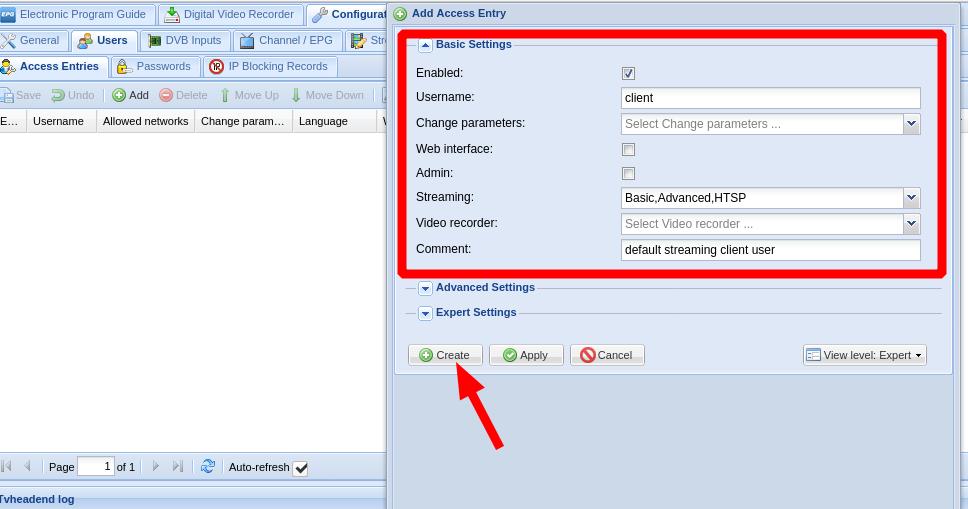 EPG Electronic Program Guide Digital Video Recorder Configurat
General Users DVB Inputs Channel / EPG Str
Access Entries Passwords IP Blocking Records
Save Undo Add Delete Move Up Move Down
E... Username Allowed networks Change param... Language
Page 1 of 1 Auto-refresh
Tvheadend log
Add Access Entry
Basic Settings
Enabled:
Username: client
Change parameters: Select Change parameters ...
Web interface:
Admin:
Streaming: Basic,Advanced,HTSP
Video recorder: Select Video recorder ...
Comment: default streaming client user
Advanced Settings
Expert Settings
Create Apply Cancel View level: Expert